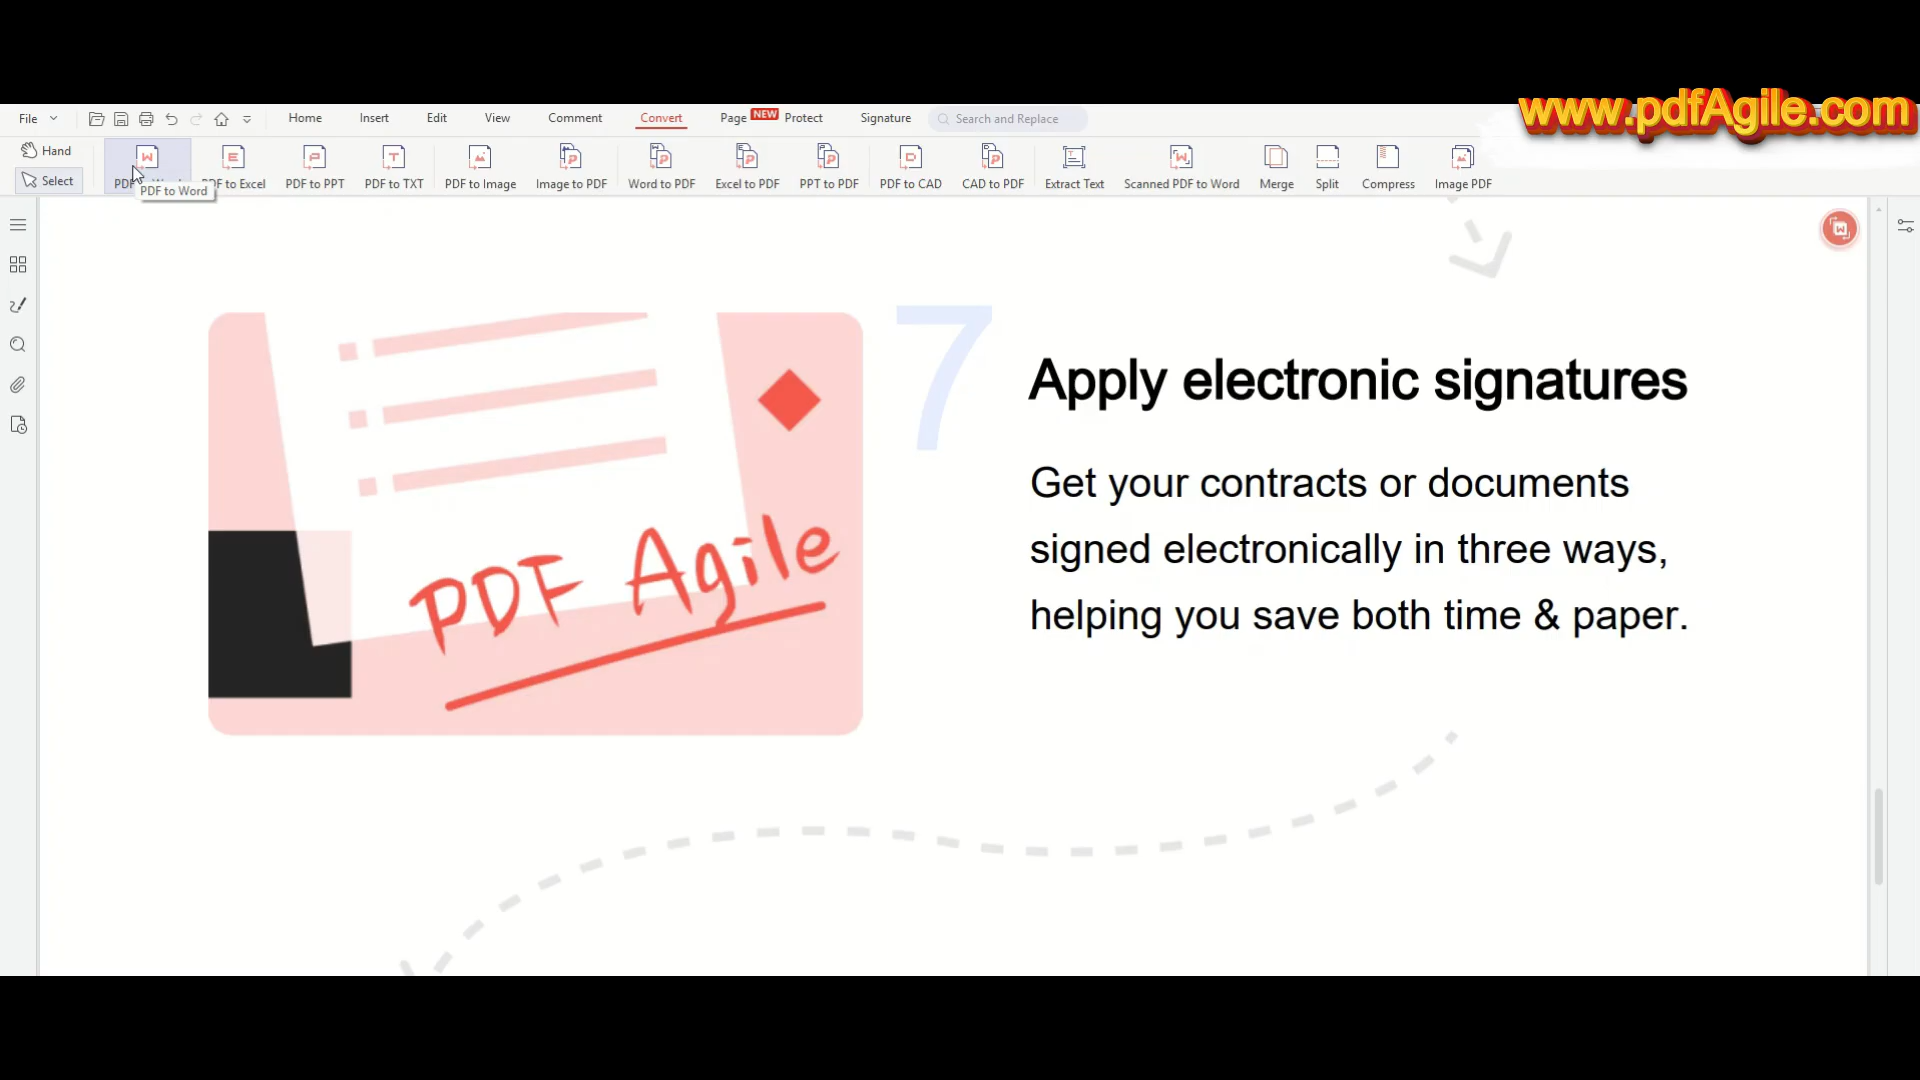 www.pdfAgile.com
File
Home Insert Edit View Comment Convert Page NEW Protect Signature Search and Replace
Hand
Select
PDF to Excel PDF to PPT PDF to TXT PDF to Image Image to PDF Word to PDF Excel to PDF PPT to PDF PDF to CAD CAD to PDF Extract Text Scanned PDF to Word Merge Split Compress Image PDF
PDF to Word
7
Apply electronic signatures
Get your contracts or documents
signed electronically in three ways,
helping you save both time & paper.
PDF Agile